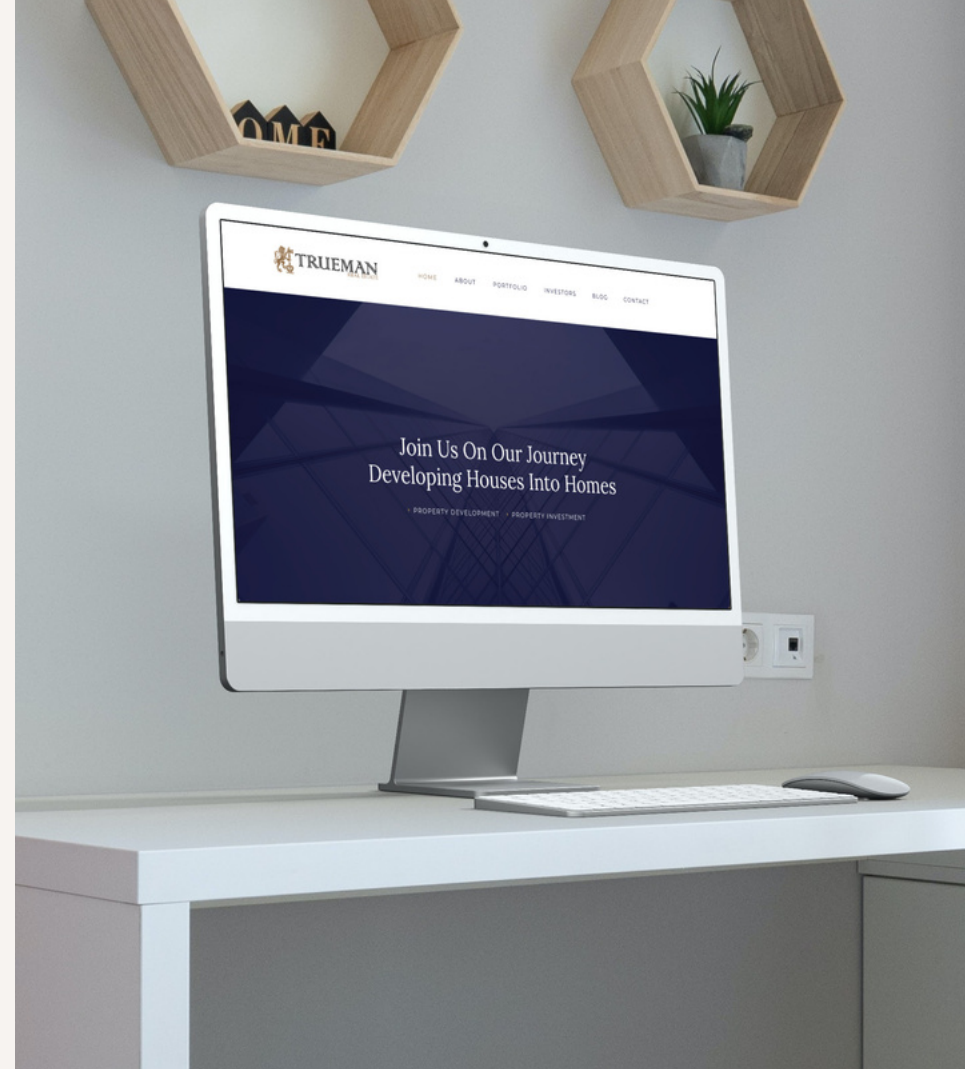 OME
TRUEMAN
HOME ABOUT PORTFOLIO INVESTORS BLOG CONTACT
Join Us On Our Journey
Developing Houses Into Homes
› PROPERTY DEVELOPMENT › PROPERTY INVESTMENT